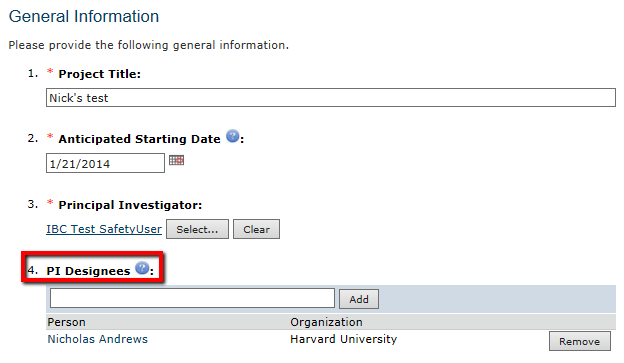 General Information
Please provide the following general information.
1. * Project Title:
Nick's test
2. * Anticipated Starting Date ?:
1/21/2014
3. * Principal Investigator:
IBC Test SafetyUser Select... Clear
4. PI Designees ?:
Add
Person Organization
Nicholas Andrews Harvard University Remove